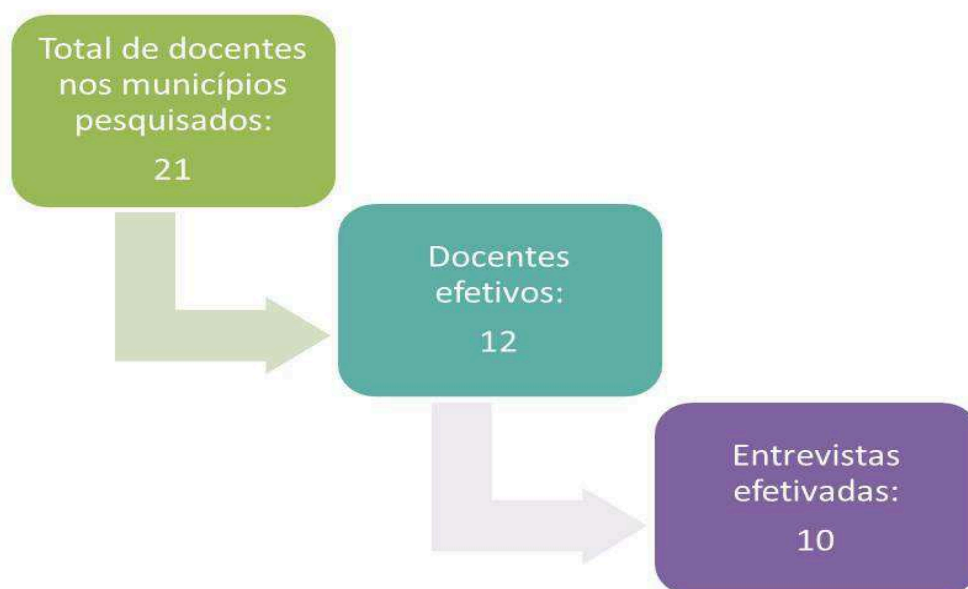 Total de docentes
nos municípios
pesquisados:
21
Docentes
efetivos:
12
Entrevistas
efetivadas:
10